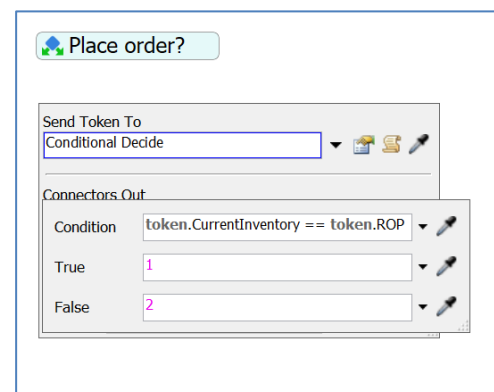 Place order?
Send Token To
Conditional Decide
Connectors Out
Condition token.CurrentInventory == token.ROP
True 1
False 2